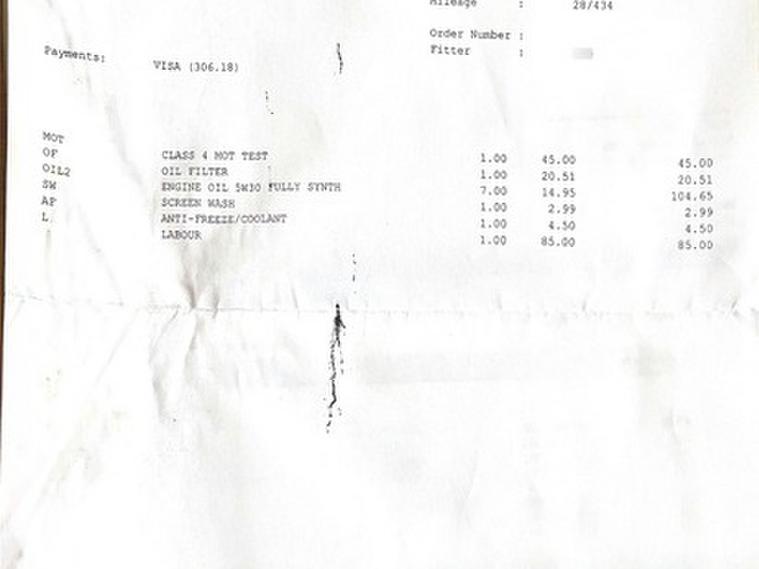 Mileage : 28/434
Order Number :
Fitter :
Payments: VISA (306.18)
MOT CLASS 4 MOT TEST 1.00 45.00 45.00
OF OIL FILTER 1.00 20.51 20.51
OIL2 ENGINE OIL 5W30 FULLY SYNTH 7.00 14.95 104.65
SW SCREEN WASH 1.00 2.99 2.99
AF ANTI-FREEZE/COOLANT 1.00 4.50 4.50
L LABOUR 1.00 85.00 85.00